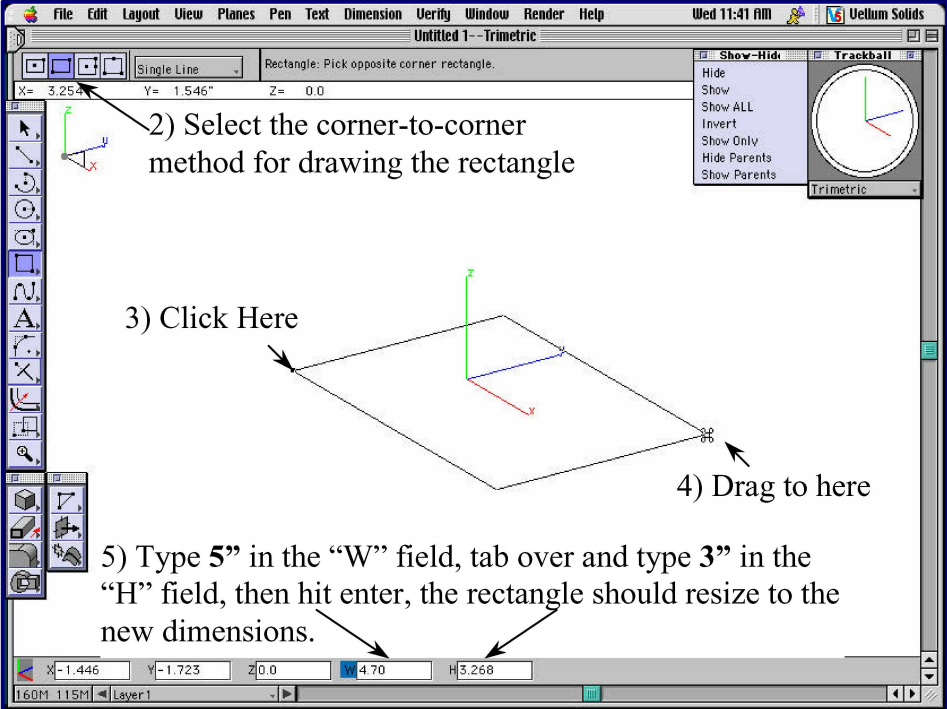 File Edit Layout View Planes Pen Text Dimension Verify Window Render Help Wed 11:41 AM Vellum Solids
Untitled 1--Trimetric
Single Line
Rectangle: Pick opposite corner rectangle.
X= 3.254" Y= 1.546" Z= 0.0
Show-Hide
Hide
Show
Show ALL
Invert
Show Only
Hide Parents
Show Parents
Trackball
Trimetric
z
y
x
2) Select the corner-to-corner
method for drawing the rectangle
A
3) Click Here
z
y
x
4) Drag to here
5) Type 5” in the “W” field, tab over and type 3” in the
“H” field, then hit enter, the rectangle should resize to the
new dimensions.
X -1.446 Y -1.723 Z 0.0 W 4.70 H 3.268
160M 115M Layer1